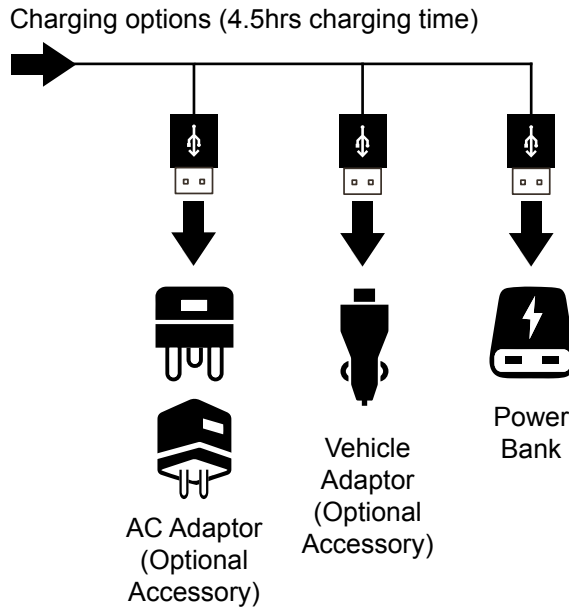 Charging options (4.5hrs charging time)
AC Adaptor
(Optional
Accessory)
Vehicle
Adaptor
(Optional
Accessory)
Power
Bank